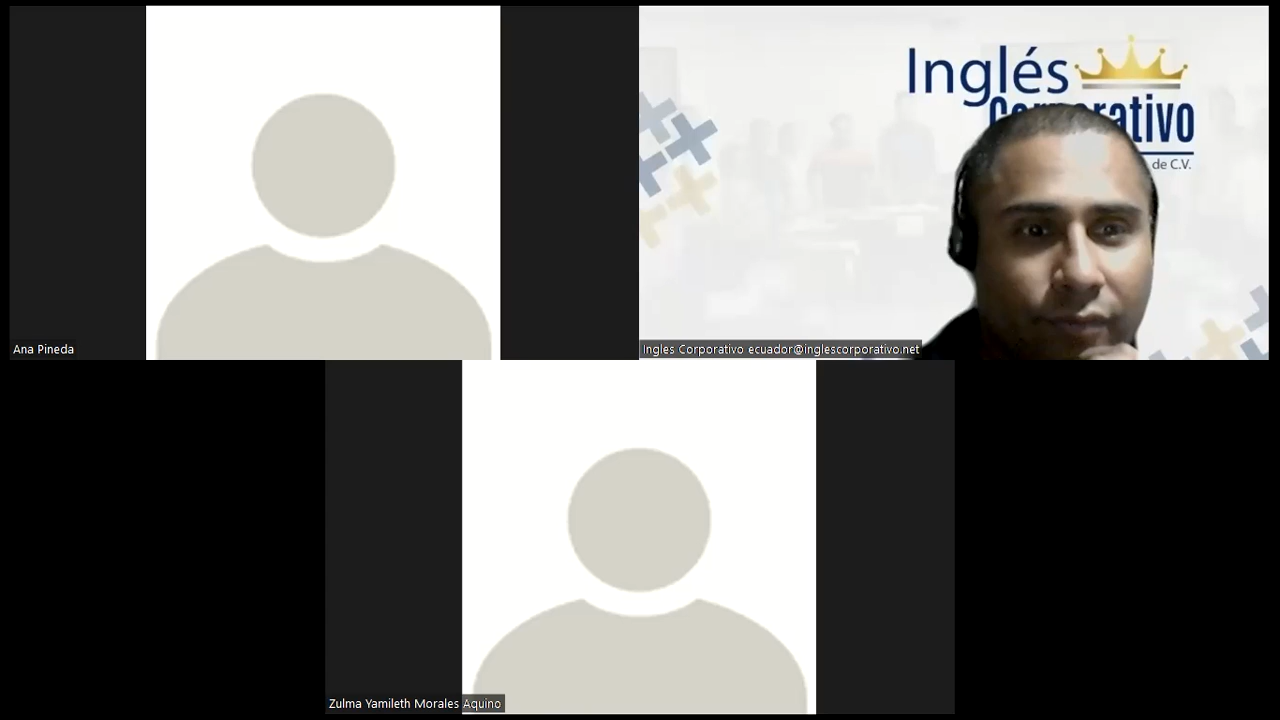 Inglés
Corporativo
de C.V.
Ana Pineda
Ingles Corporativo ecuador@inglescorporativo.net
Zulma Yamileth Morales Aquino